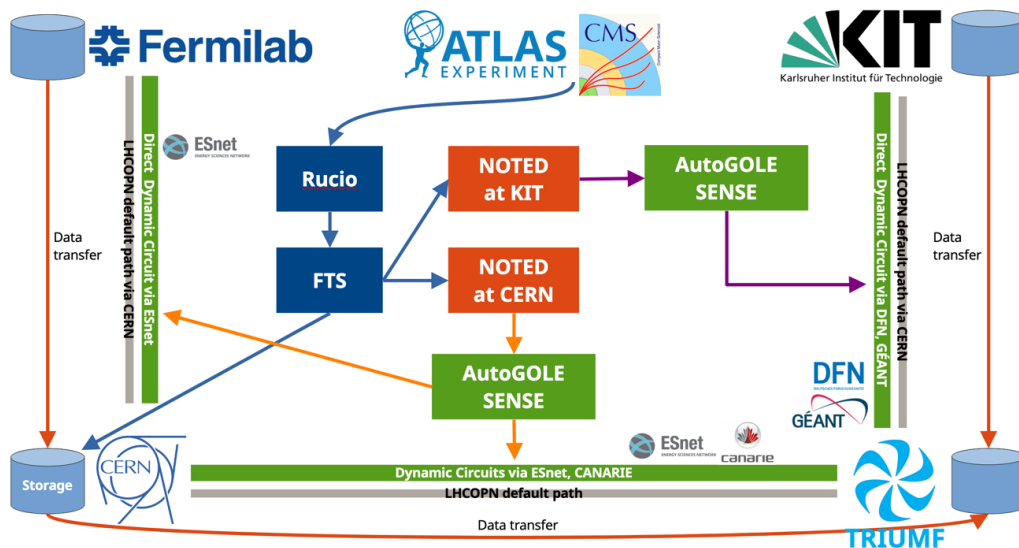 Fermilab
ATLAS
EXPERIMENT
CMS
KIT
Karlsruher Institut für Technologie
ESnet
ENERGY SCIENCES NETWORK
Rucio
NOTED
at KIT
AutoGOLE
SENSE
Data
transfer
LHCOPN default path via CERN
Direct Dynamic Circuit via ESnet
FTS
NOTED
at CERN
Direct Dynamic Circuit via DFN, GÉANT
LHCOPN default path via CERN
Data
transfer
AutoGOLE
SENSE
DFN
GÉANT
Storage
CERN
ESnet
ENERGY SCIENCES NETWORK
canarie
Dynamic Circuits via ESnet, CANARIE
LHCOPN default path
Data transfer
TRIUMF